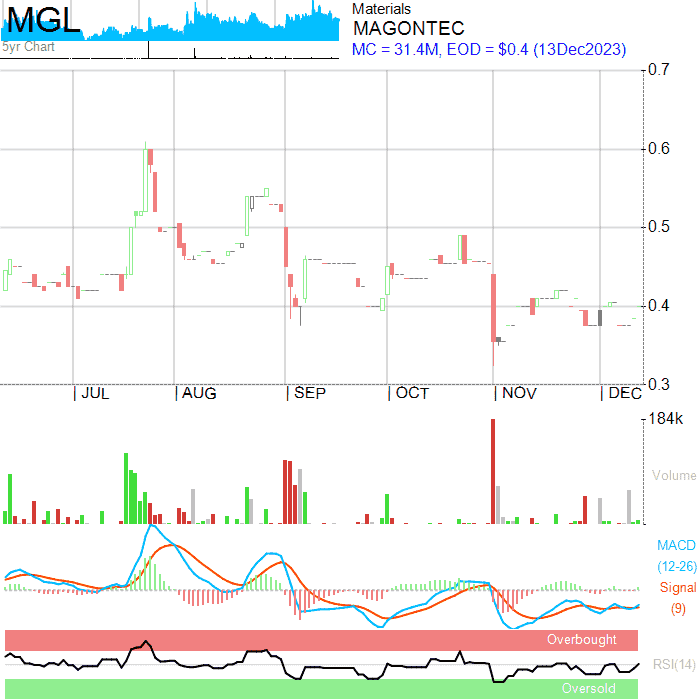 MGL
5yr Chart
Materials
MAGONTEC
MC = 31.4M, EOD = $0.4 (13Dec2023)
0.7
0.6
0.5
0.4
0.3
| JUL | AUG | SEP | OCT | NOV | DEC
184k
Volume
MACD
(12-26)
Signal
(9)
Overbought
RSI(14)
Oversold